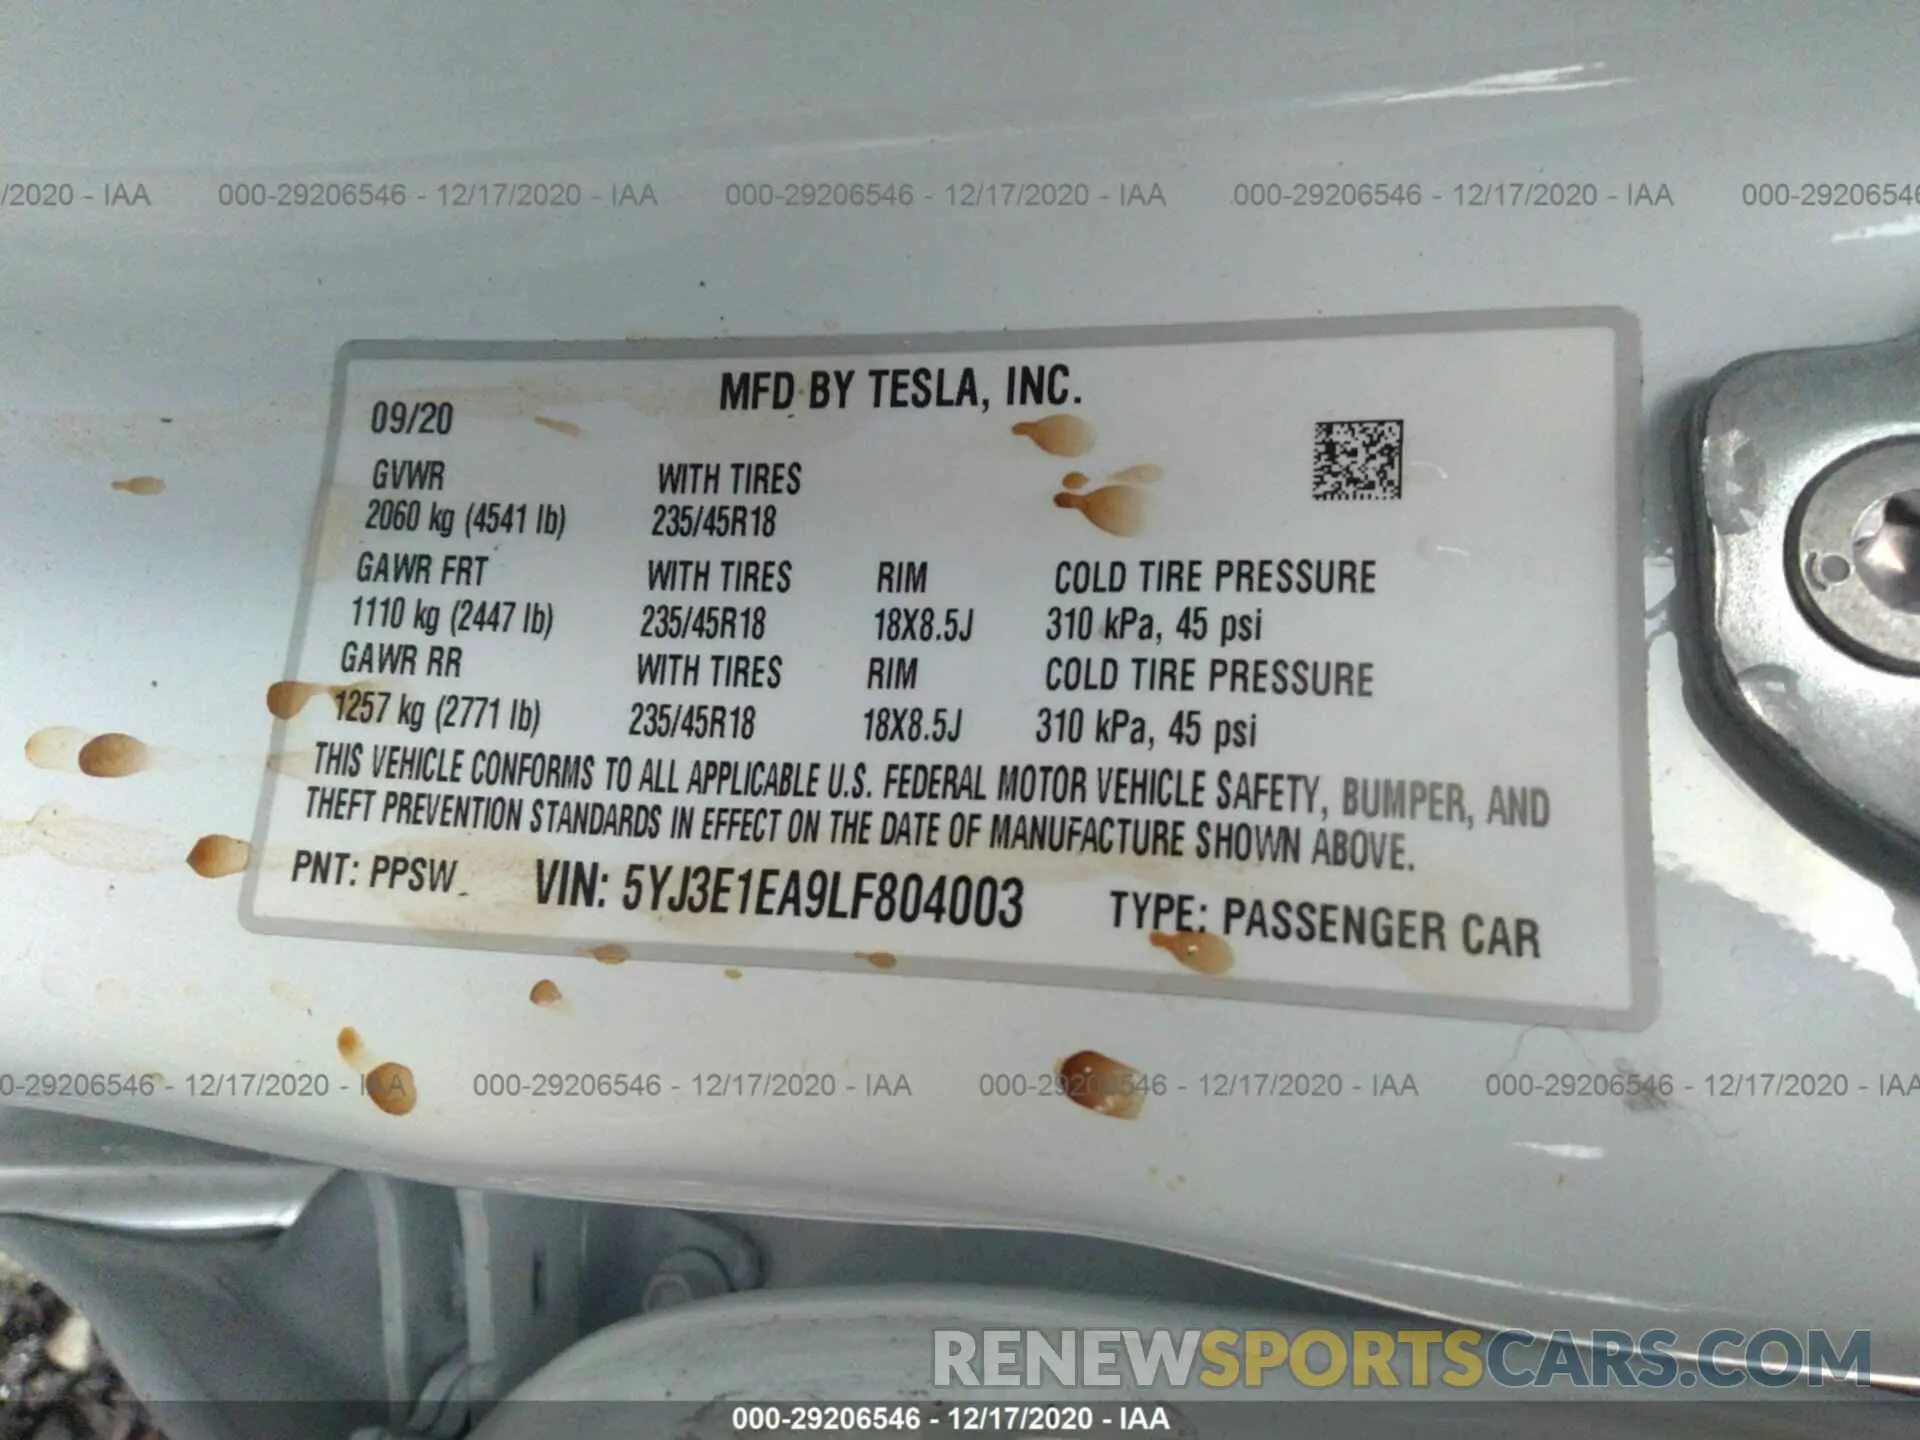 /2020 - IAA 000-29206546 - 12/17/2020 - IAA 000-29206546 - 12/17/2020 - IAA 000-29206546 - 12/17/2020 - IAA 000-2920654
MFD BY TESLA, INC.
09/20
GVWR WITH TIRES
2060 kg (4541 lb) 235/45R18
GAWR FRT WITH TIRES RIM COLD TIRE PRESSURE
1110 kg (2447 lb) 235/45R18 18X8.5J 310 kPa, 45 psi
GAWR RR WITH TIRES RIM COLD TIRE PRESSURE
1257 kg (2771 lb) 235/45R18 18X8.5J 310 kPa, 45 psi
THIS VEHICLE CONFORMS TO ALL APPLICABLE U.S. FEDERAL MOTOR VEHICLE SAFETY, BUMPER, AND
THEFT PREVENTION STANDARDS IN EFFECT ON THE DATE OF MANUFACTURE SHOWN ABOVE.
PNT: PPSW VIN: 5YJ3E1EA9LF804003 TYPE: PASSENGER CAR
0-29206546 - 12/17/2020 - IAA 000-29206546 - 12/17/2020 - IAA 000-29206546 - 12/17/2020 - IAA 000-29206546 - 12/17/2020 - IAA
RENEWSPORTSCARS.COM
000-29206546 - 12/17/2020 - IAA